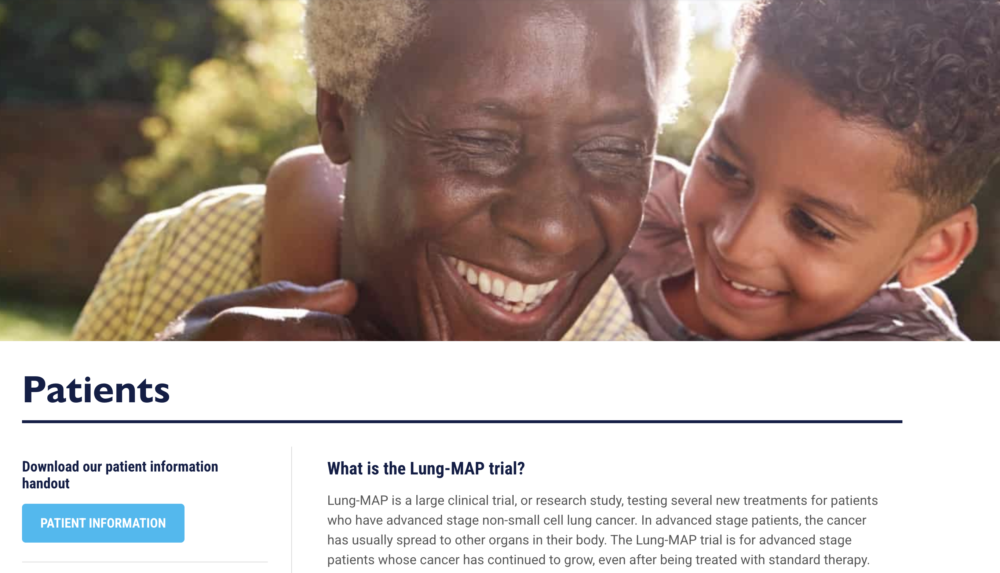 Patients
Download our patient information
handout
PATIENT INFORMATION
What is the Lung-MAP trial?
Lung-MAP is a large clinical trial, or research study, testing several new treatments for patients
who have advanced stage non-small cell lung cancer. In advanced stage patients, the cancer
has usually spread to other organs in their body. The Lung-MAP trial is for advanced stage
patients whose cancer has continued to grow, even after being treated with standard therapy.